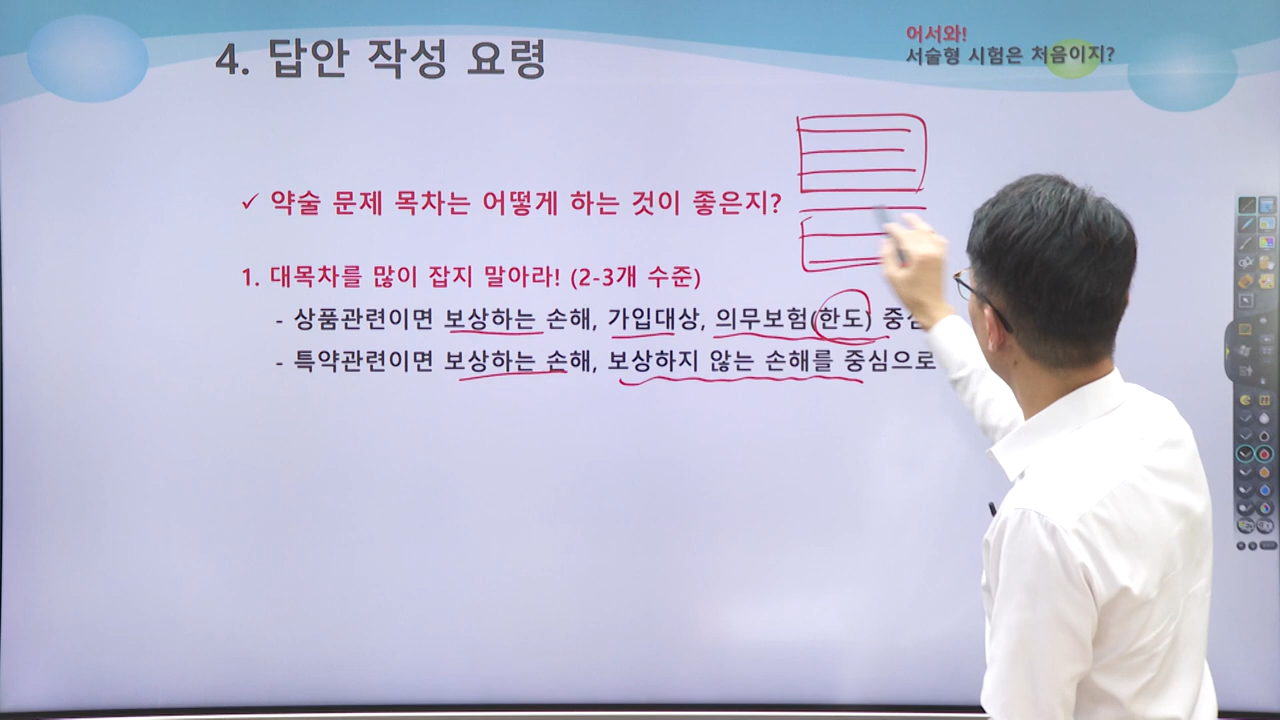 4. 답안 작성 요령
어서와!
서술형 시험은 처음이지?
✓ 약술 문제 목차는 어떻게 하는 것이 좋은지?
1. 대목차를 많이 잡지 말아라! (2-3개 수준)
- 상품관련이면 보상하는 손해, 가입대상, 의무보험(한도)
- 특약관련이면 보상하는 손해, 보상하지 않는 손해를 중심으로